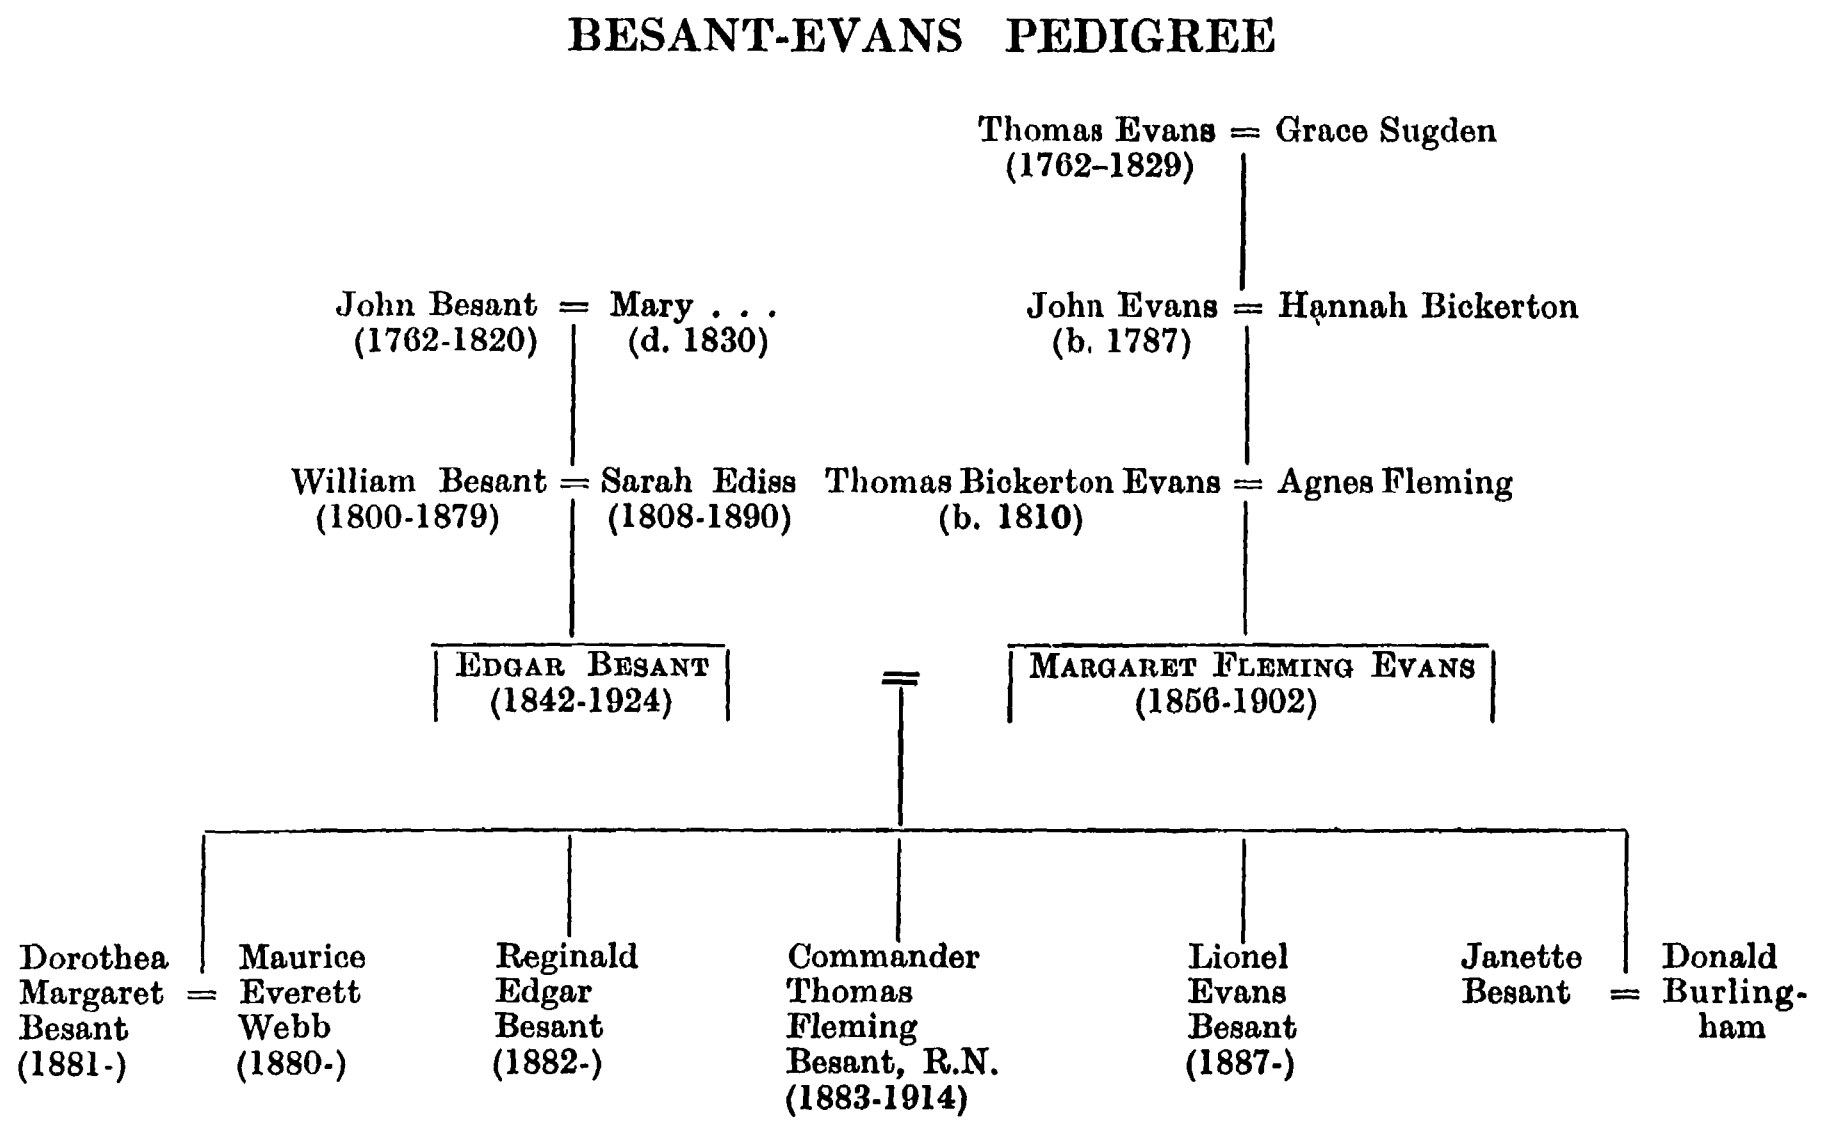 BESANT-EVANS PEDIGREE
Thomas Evans = Grace Sugden
(1762-1829)
John Besant = Mary . . .
(1762-1820) (d. 1830)
John Evans = Hannah Bickerton
(b. 1787)
William Besant = Sarah Ediss
(1800-1879) (1808-1890)
Thomas Bickerton Evans = Agnes Fleming
(b. 1810)
EDGAR BESANT
(1842-1924)
=
MARGARET FLEMING EVANS
(1856-1902)
Dorothea
Margaret =
Besant
(1881-)
Maurice
Everett
Webb
(1880-)
Reginald
Edgar
Besant
(1882-)
Commander
Thomas
Fleming
Besant, R.N.
(1883-1914)
Lionel
Evans
Besant
(1887-)
Janette
Besant =
Donald
Burling-
ham